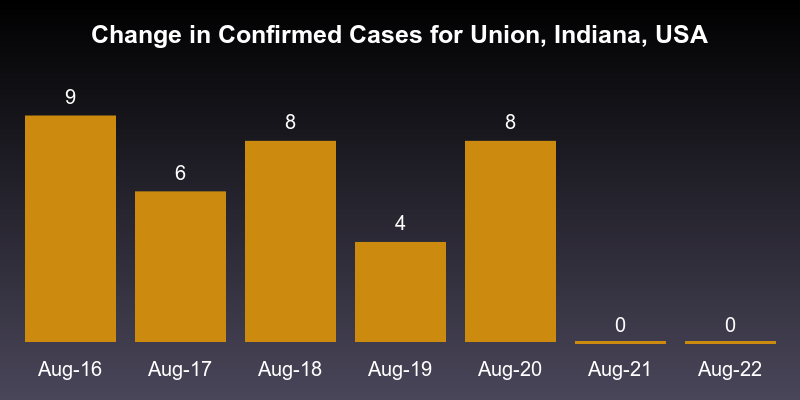 Change in Confirmed Cases for Union, Indiana, USA
9
6
8
4
8
0
0
Aug-16
Aug-17
Aug-18
Aug-19
Aug-20
Aug-21
Aug-22